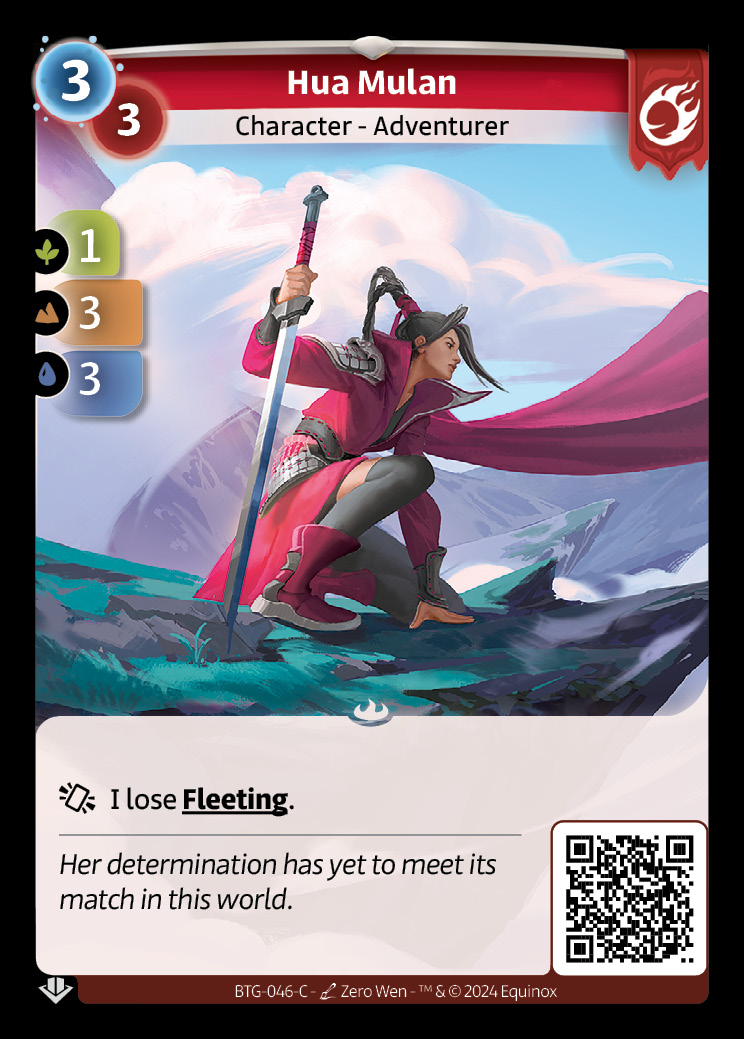 3
3
Hua Mulan
Character - Adventurer
1
3
3
I lose Fleeting.
Her determination has yet to meet its
match in this world.
BTG-046-C - Zero Wen - ™ & © 2024 Equinox